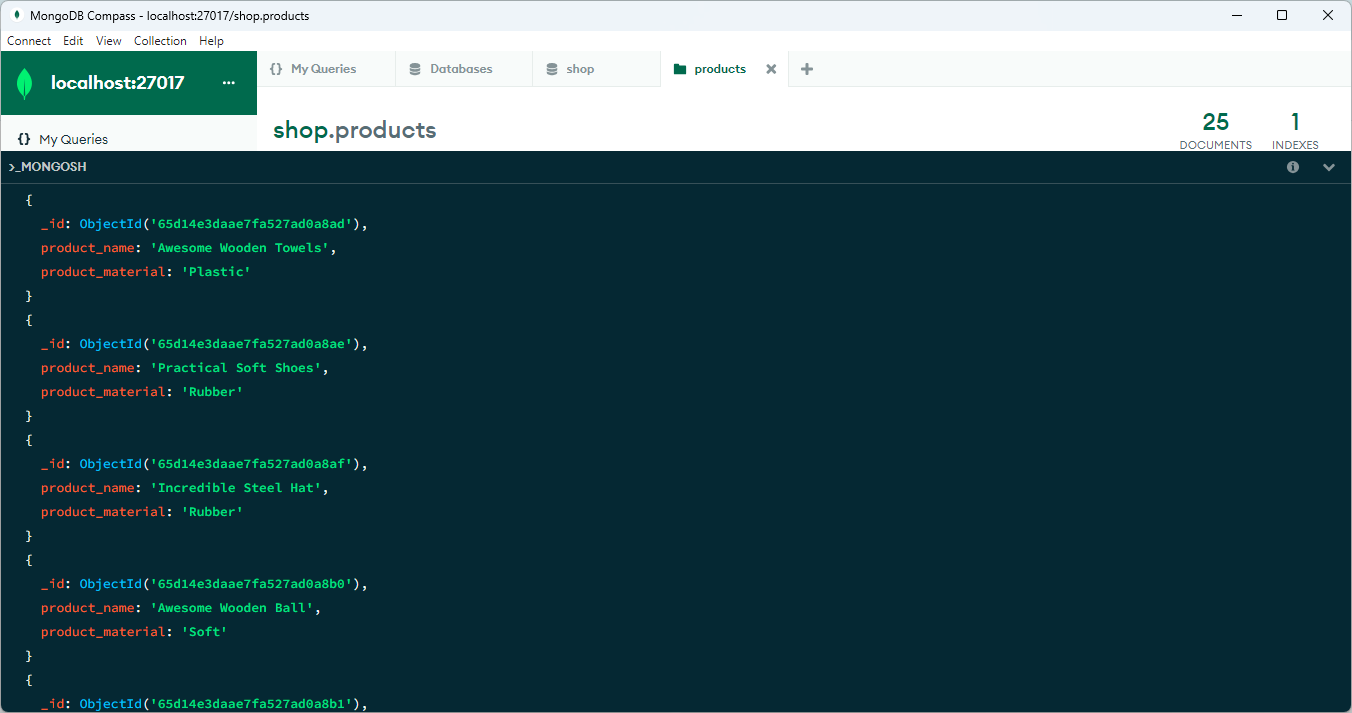 MongoDB Compass - localhost:27017/shop.products
Connect Edit View Collection Help
localhost:27017 ...
{} My Queries Databases shop products
{} My Queries
shop.products
25 DOCUMENTS
1 INDEXES
>_MONGOSH
{
_id: ObjectId('65d14e3daae7fa527ad0a8ad'),
product_name: 'Awesome Wooden Towels',
product_material: 'Plastic'
}
{
_id: ObjectId('65d14e3daae7fa527ad0a8ae'),
product_name: 'Practical Soft Shoes',
product_material: 'Rubber'
}
{
_id: ObjectId('65d14e3daae7fa527ad0a8af'),
product_name: 'Incredible Steel Hat',
product_material: 'Rubber'
}
{
_id: ObjectId('65d14e3daae7fa527ad0a8b0'),
product_name: 'Awesome Wooden Ball',
product_material: 'Soft'
}
{
_id: ObjectId('65d14e3daae7fa527ad0a8b1'),